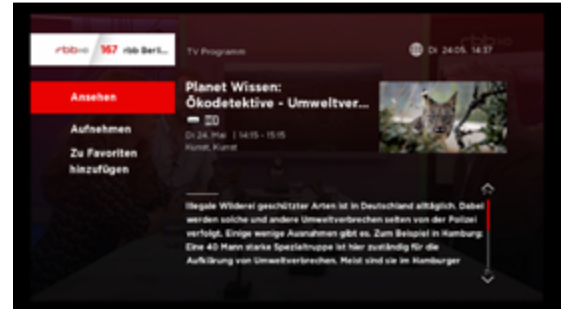 rbb HD 167 rbb Berl...
TV Programm
Di 24.05. 14:37
Ansehen
Aufnehmen
Zu Favoriten
hinzufügen
Planet Wissen:
Ökodetektive - Umweltver...
HD
Di 24. Mai | 14:15 - 15:15
Kunst, Kunst
Illegale Wilderei geschützter Arten ist in Deutschland alltäglich. Dabei
werden solche und andere Umweltverbrechen selten von der Polizei
verfolgt. Einige wenige Ausnahmen gibt es. Zum Beispiel in Hamburg:
Eine 40 Mann starke Spezialtruppe ist hier zuständig für die
Aufklärung von Umweltverbrechen. Meist sind sie im Hamburger